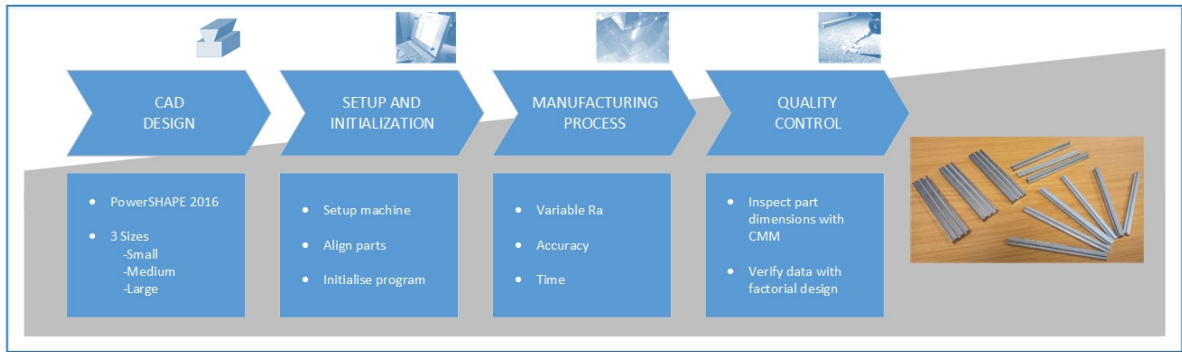 CAD
DESIGN
SETUP AND
INITIALIZATION
MANUFACTURING
PROCESS
QUALITY
CONTROL
• PowerSHAPE 2016
• 3 Sizes
-Small
-Medium
-Large
• Setup machine
• Align parts
• Initialise program
• Variable Ra
• Accuracy
• Time
• Inspect part
dimensions with
CMM
• Verify data with
factorial design